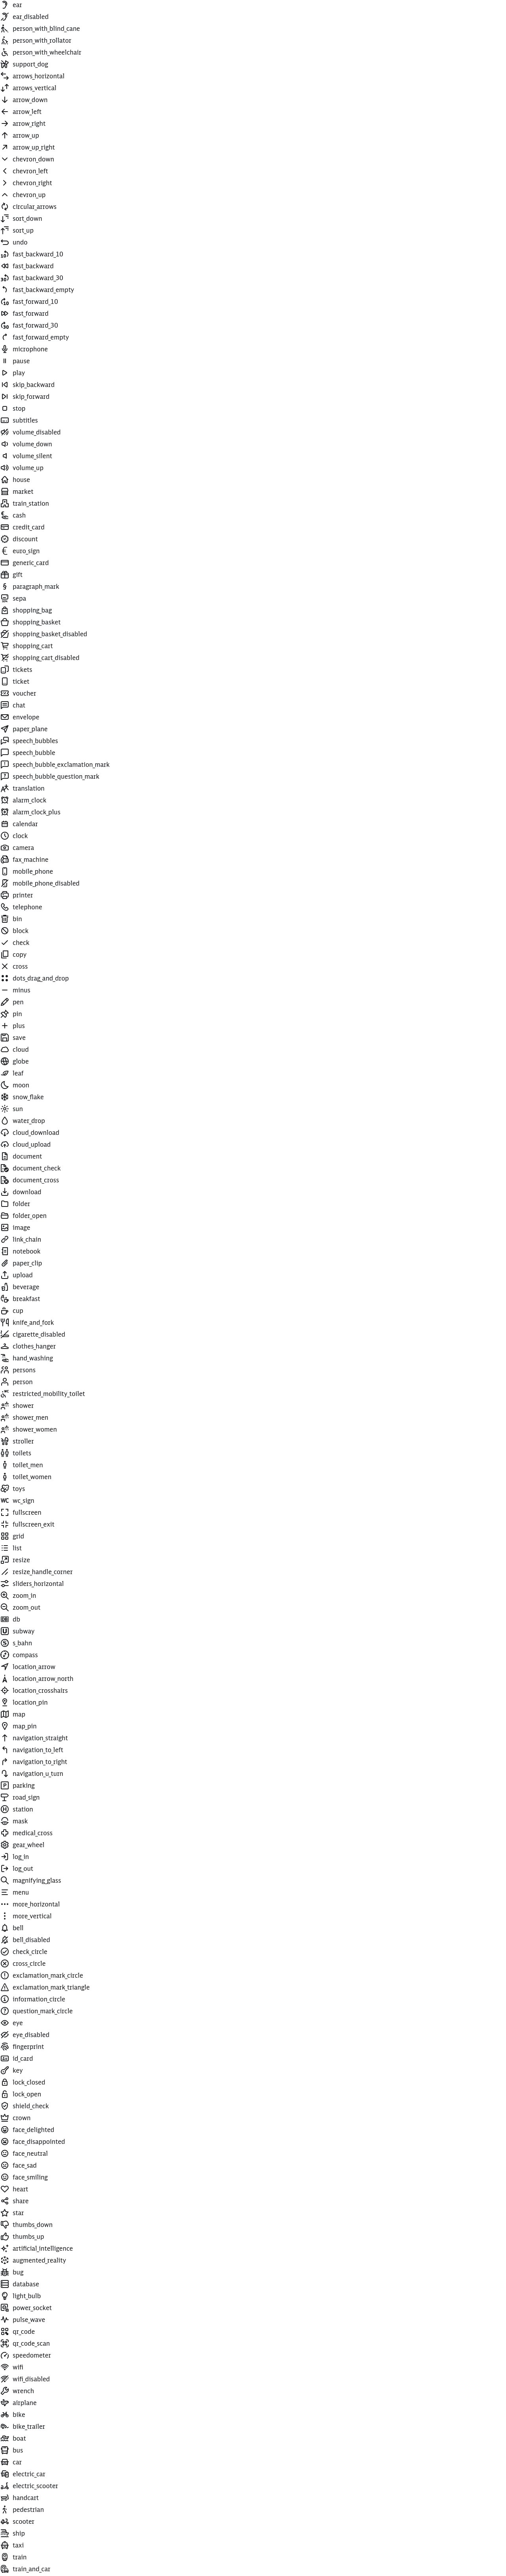 ear
ear_disabled
person_with_blind_cane
person_with_rollator
person_with_wheelchair
support_dog
arrows_horizontal
arrows_vertical
arrow_down
arrow_left
arrow_right
arrow_up
arrow_up_right
chevron_down
chevron_left
chevron_right
chevron_up
circular_arrows
sort_down
sort_up
undo
fast_backward_10
fast_backward
fast_backward_30
fast_backward_empty
fast_forward_10
fast_forward
fast_forward_30
fast_forward_empty
microphone
pause
play
skip_backward
skip_forward
stop
subtitles
volume_disabled
volume_down
volume_silent
volume_up
house
market
train_station
cash
credit_card
discount
euro_sign
generic_card
gift
paragraph_mark
sepa
shopping_bag
shopping_basket
shopping_basket_disabled
shopping_cart
shopping_cart_disabled
tickets
ticket
voucher
chat
envelope
paper_plane
speech_bubbles
speech_bubble
speech_bubble_exclamation_mark
speech_bubble_question_mark
translation
alarm_clock
alarm_clock_plus
calendar
clock
camera
fax_machine
mobile_phone
mobile_phone_disabled
printer
telephone
bin
block
check
copy
cross
dots_drag_and_drop
minus
pen
pin
plus
save
cloud
globe
leaf
moon
snow_flake
sun
water_drop
cloud_download
cloud_upload
document
document_check
document_cross
download
folder
folder_open
image
link_chain
notebook
paper_clip
upload
beverage
breakfast
cup
knife_and_fork
cigarette_disabled
clothes_hanger
hand_washing
persons
person
restricted_mobility_toilet
shower
shower_men
shower_women
stroller
toilets
toilet_men
toilet_women
toys
WC wc_sign
fullscreen
fullscreen_exit
grid
list
resize
resize_handle_corner
sliders_horizontal
zoom_in
zoom_out
DB db
U subway
S s_bahn
compass
location_arrow
location_arrow_north
location_crosshairs
location_pin
map
map_pin
navigation_straight
navigation_to_left
navigation_to_right
navigation_u_turn
P parking
road_sign
H station
mask
medical_cross
gear_wheel
log_in
log_out
magnifying_glass
menu
more_horizontal
more_vertical
bell
bell_disabled
check_circle
cross_circle
exclamation_mark_circle
exclamation_mark_triangle
information_circle
question_mark_circle
eye
eye_disabled
fingerprint
id_card
key
lock_closed
lock_open
shield_check
crown
face_delighted
face_disappointed
face_neutral
face_sad
face_smiling
heart
share
star
thumbs_down
thumbs_up
artificial_intelligence
augmented_reality
bug
database
light_bulb
power_socket
pulse_wave
qr_code
qr_code_scan
speedometer
wifi
wifi_disabled
wrench
airplane
bike
bike_trailer
boat
bus
car
electric_car
electric_scooter
handcart
pedestrian
scooter
ship
taxi
train
train_and_car